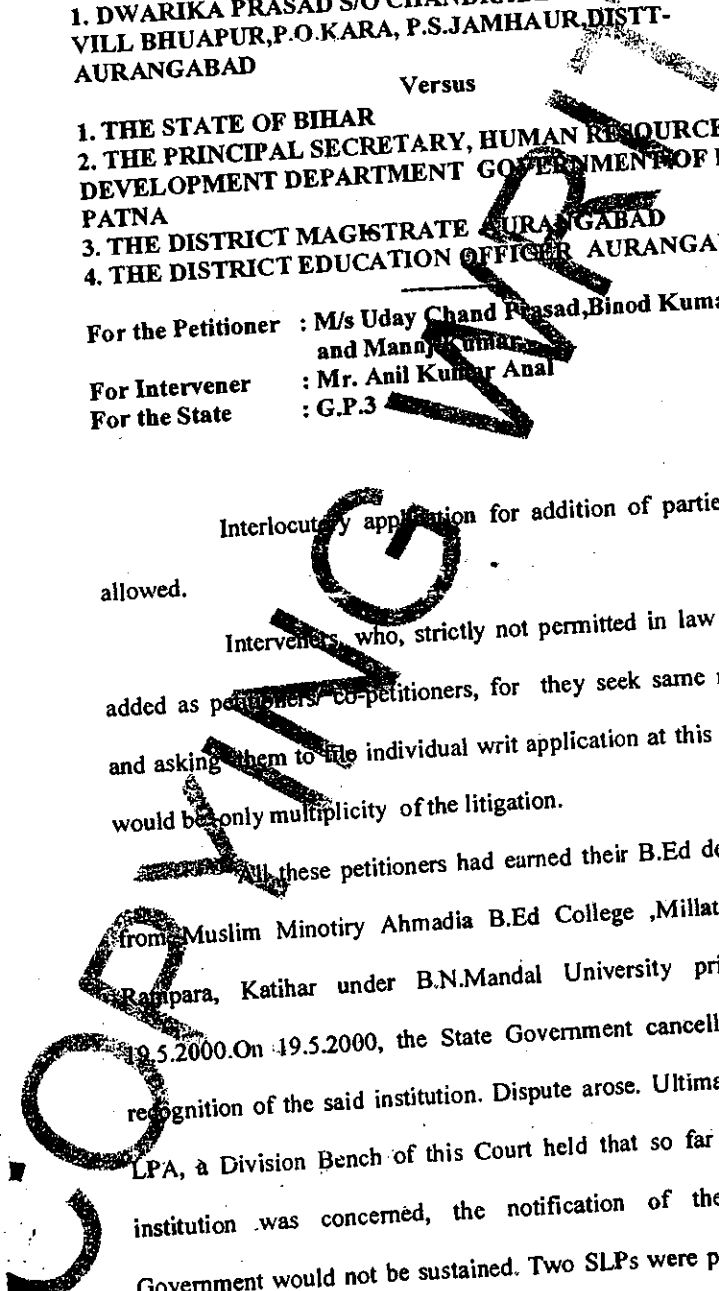 1. DWARIKA PRASAD S/O
VILL BHUAPUR,P.O.KARA, P.S.JAMHAUR,DISTT-
AURANGABAD
Versus
1. THE STATE OF BIHAR
2. THE PRINCIPAL SECRETARY, HUMAN RESOURCE
DEVELOPMENT DEPARTMENT GOVERNMENT OF
PATNA
3. THE DISTRICT MAGISTRATE AURANGABAD
4. THE DISTRICT EDUCATION OFFICER AURANGA
For the Petitioner : M/s Uday Chand Prasad,Binod Kuma
and Manoj Kumar
For Intervener : Mr. Anil Kumar Anal
For the State : G.P.3
Interlocutory application for addition of partie
allowed.
Interveners, who, strictly not permitted in law
added as petitioners/ co-petitioners, for they seek same
and asking them to file individual writ application at this
would be only multiplicity of the litigation.
All these petitioners had earned their B.Ed de
from Muslim Minotiry Ahmadia B.Ed College ,Millat
Rampara, Katihar under B.N.Mandal University pri
19.5.2000.On 19.5.2000, the State Government cancell
recognition of the said institution. Dispute arose. Ultima
LPA, a Division Bench of this Court held that so far
institution was concerned, the notification of the
Government would not be sustained. Two SLPs were p
COPYING WRIT